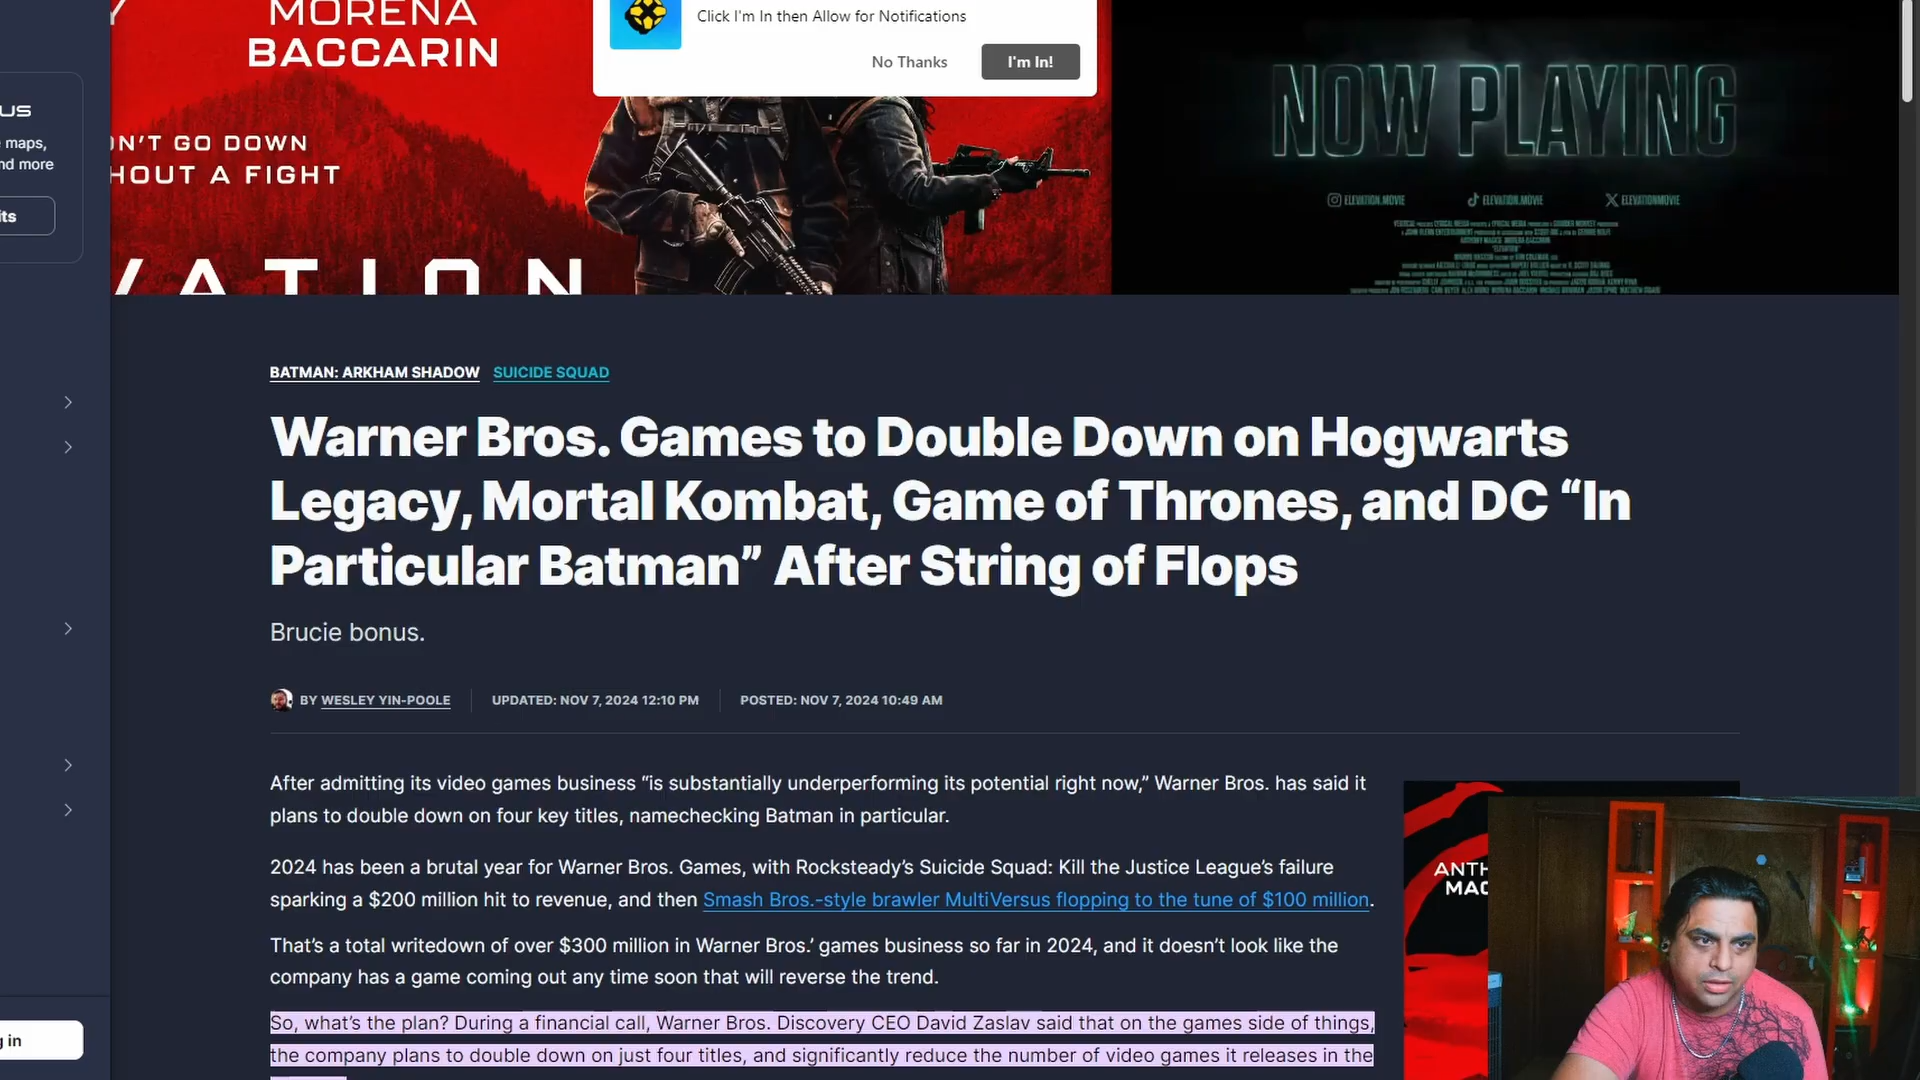 MORENA
BACCARIN
Click I'm In then Allow for Notifications
No Thanks
I'm In!
NOW PLAYING
US
maps,
nd more
ON'T GO DOWN
HOUT A FIGHT
its
ELEVATION.MOVIE
ELEVATION.MOVIE
ELEVATIONMOVIE
VATION
BATMAN: ARKHAM SHADOW SUICIDE SQUAD
Warner Bros. Games to Double Down on Hogwarts
Legacy, Mortal Kombat, Game of Thrones, and DC “In
Particular Batman” After String of Flops
Brucie bonus.
BY WESLEY YIN-POOLE
UPDATED: NOV 7, 2024 12:10 PM
POSTED: NOV 7, 2024 10:49 AM
After admitting its video games business “is substantially underperforming its potential right now,” Warner Bros. has said it
plans to double down on four key titles, namechecking Batman in particular.
2024 has been a brutal year for Warner Bros. Games, with Rocksteady’s Suicide Squad: Kill the Justice League’s failure
sparking a $200 million hit to revenue, and then Smash Bros.-style brawler MultiVersus flopping to the tune of $100 million.
That’s a total writedown of over $300 million in Warner Bros.’ games business so far in 2024, and it doesn’t look like the
company has a game coming out any time soon that will reverse the trend.
So, what’s the plan? During a financial call, Warner Bros. Discovery CEO David Zaslav said that on the games side of things,
the company plans to double down on just four titles, and significantly reduce the number of video games it releases in the
ANTH
MAC
g in